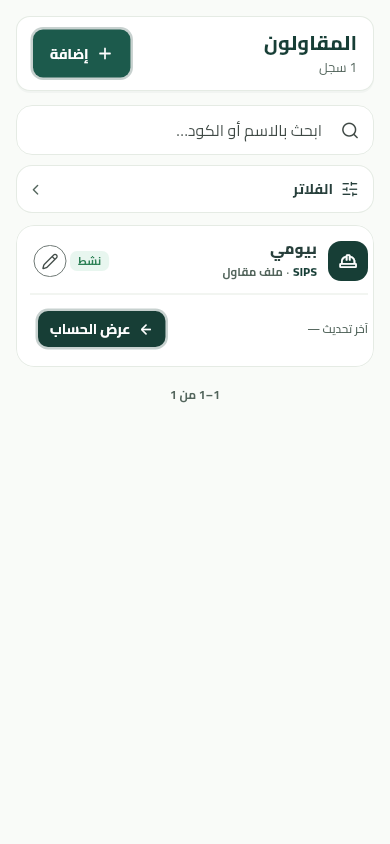 المقاولون
1 سجل
إضافة
ابحث بالاسم أو الكود...
الفلاتر
بيومي
SIPS · ملف مقاول
نشط
آخر تحديث —
عرض الحساب
1–1 من 1